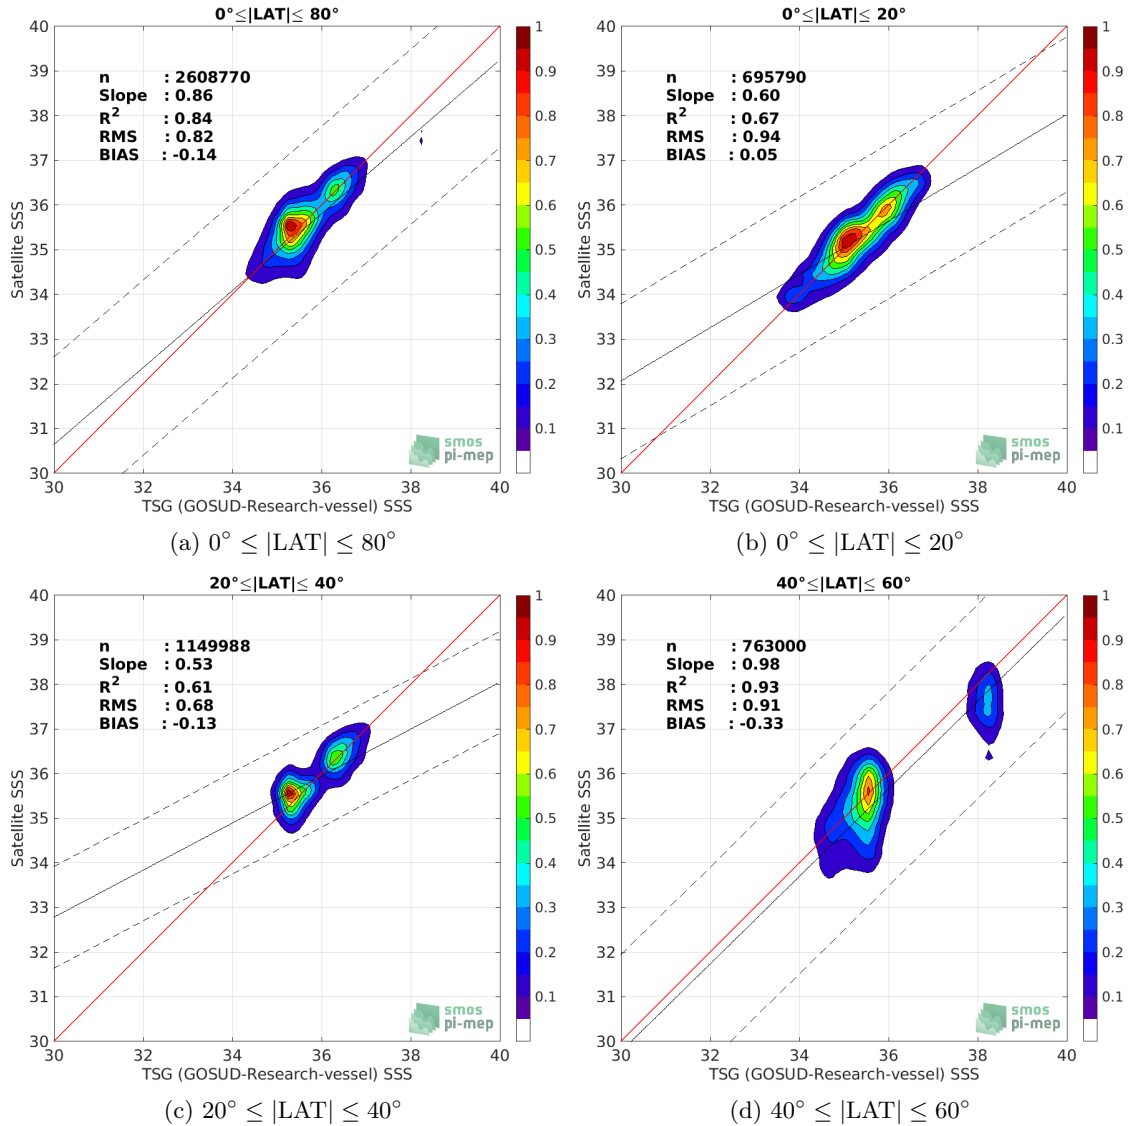 0°≤|LAT|≤ 80°
n : 2608770
Slope : 0.86
R2 : 0.84
RMS : 0.82
BIAS : -0.14
40
39
38
37
36
35
34
33
32
31
30
Satellite SSS
30 32 34 36 38 40
TSG (GOSUD-Research-vessel) SSS
1
0.9
0.8
0.7
0.6
0.5
0.4
0.3
0.2
0.1
smos
pi-mep
(a) 0° ≤ |LAT| ≤ 80°
0°≤|LAT|≤ 20°
n : 695790
Slope : 0.60
R2 : 0.67
RMS : 0.94
BIAS : 0.05
40
39
38
37
36
35
34
33
32
31
30
Satellite SSS
30 32 34 36 38 40
TSG (GOSUD-Research-vessel) SSS
1
0.9
0.8
0.7
0.6
0.5
0.4
0.3
0.2
0.1
smos
pi-mep
(b) 0° ≤ |LAT| ≤ 20°
20°≤|LAT|≤ 40°
n : 1149988
Slope : 0.53
R2 : 0.61
RMS : 0.68
BIAS : -0.13
40
39
38
37
36
35
34
33
32
31
30
Satellite SSS
30 32 34 36 38 40
TSG (GOSUD-Research-vessel) SSS
1
0.9
0.8
0.7
0.6
0.5
0.4
0.3
0.2
0.1
smos
pi-mep
(c) 20° ≤ |LAT| ≤ 40°
40°≤|LAT|≤ 60°
n : 763000
Slope : 0.98
R2 : 0.93
RMS : 0.91
BIAS : -0.33
40
39
38
37
36
35
34
33
32
31
30
Satellite SSS
30 32 34 36 38 40
TSG (GOSUD-Research-vessel) SSS
1
0.9
0.8
0.7
0.6
0.5
0.4
0.3
0.2
0.1
smos
pi-mep
(d) 40° ≤ |LAT| ≤ 60°